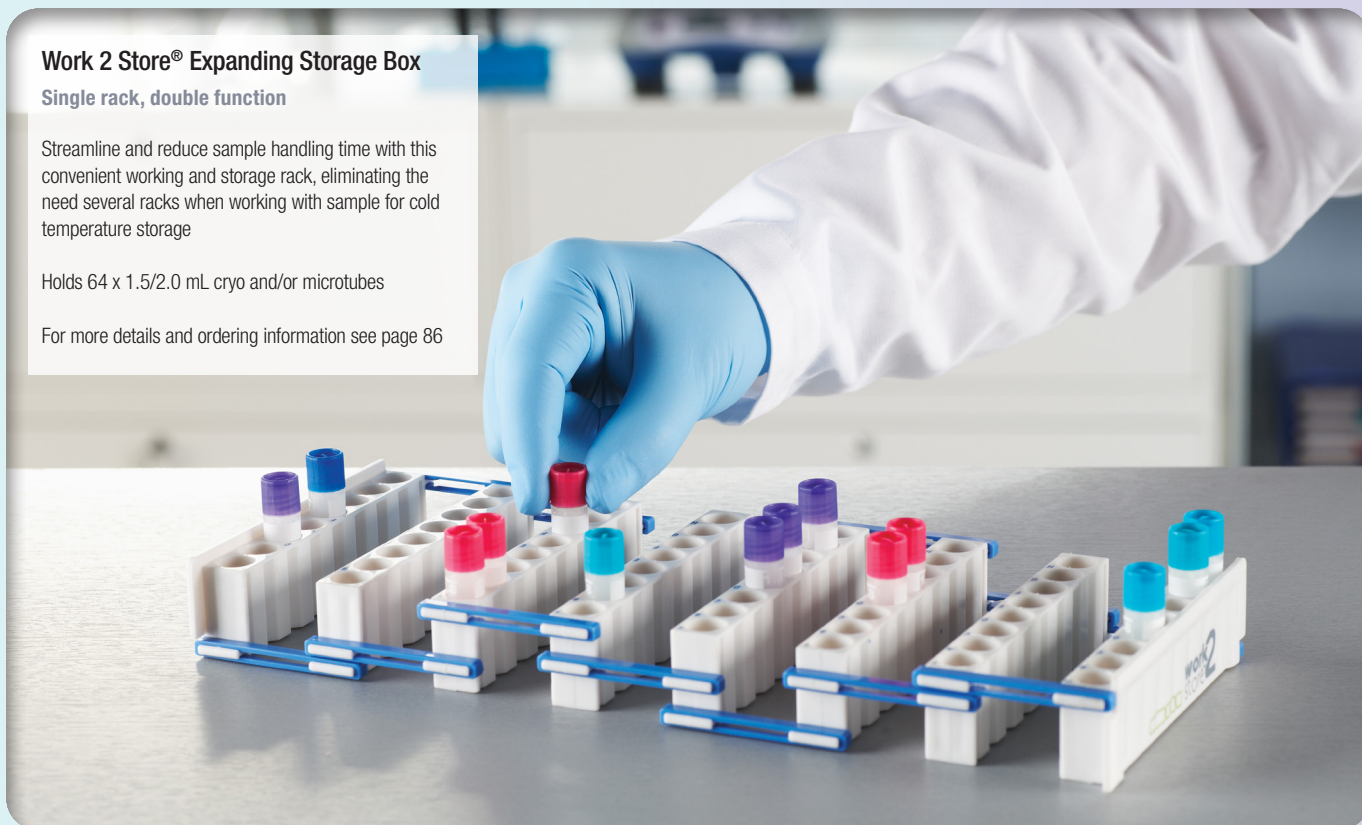 Work 2 Store® Expanding Storage Box
Single rack, double function
Streamline and reduce sample handling time with this
convenient working and storage rack, eliminating the
need several racks when working with sample for cold
temperature storage
Holds 64 x 1.5/2.0 mL cryo and/or microtubes
For more details and ordering information see page 86
work2
store